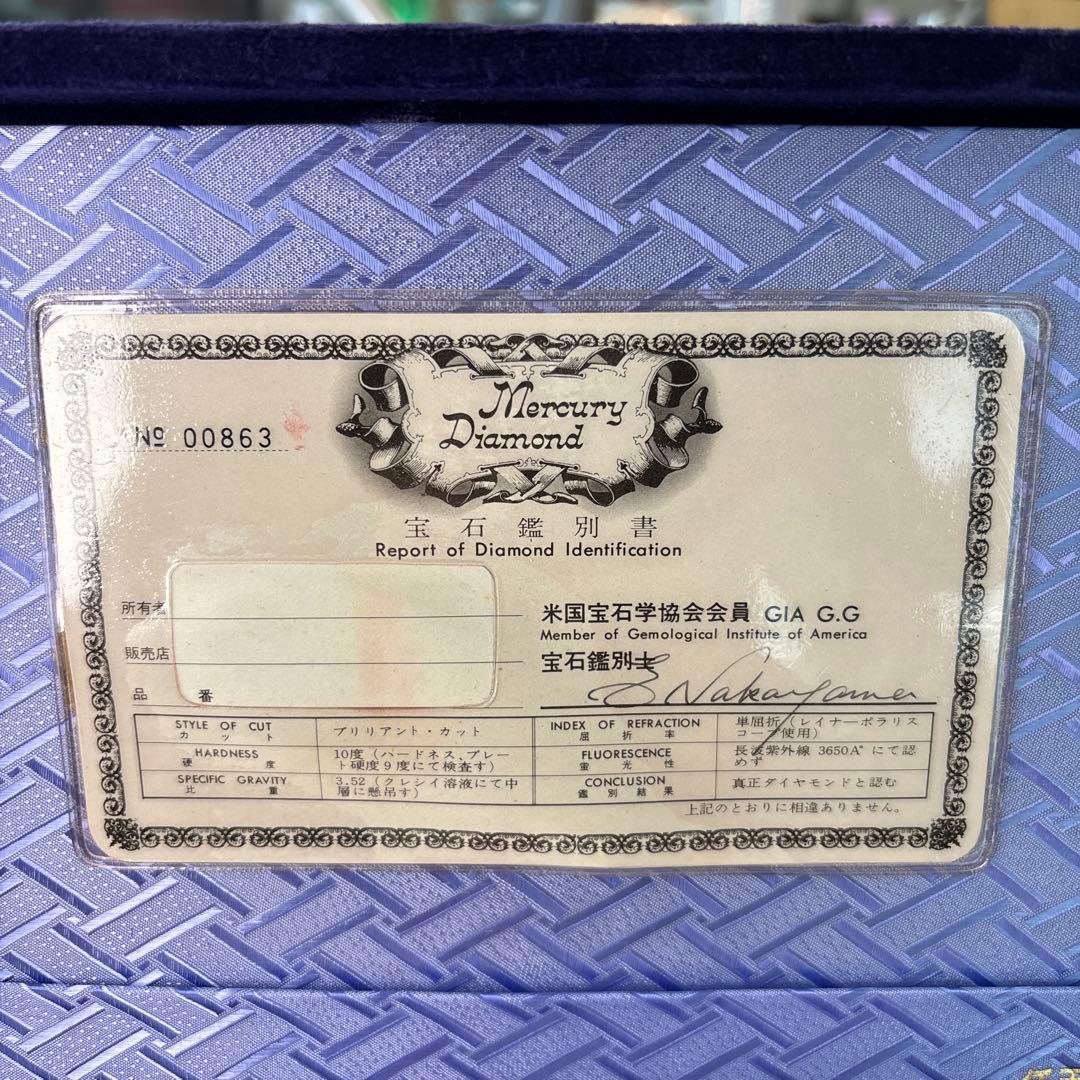 Mercury
Diamond
Nº 00863
宝石鑑別書
Report of Diamond Identification
所有者
販売店
品 番
米国宝石学協会会員 GIA G.G
Member of Gemological Institute of America
宝石鑑別士
E Nakayama
STYLE OF CUT
カット
ブリリアント・カット
HARDNESS
硬度
10度（ハードネス、プレー
ト硬度9度にて検査す）
SPECIFIC GRAVITY
比重
3.52（クレシイ溶液にて中
層に懸吊す）
INDEX OF REFRACTION
屈折率
単屈折（レイナーポラリス
コープ使用）
FLUORESCENCE
蛍光性
長波紫外線 3650A°にて認
めず
CONCLUSION
鑑別結果
真正ダイヤモンドと認む
上記のとおりに相違ありません。